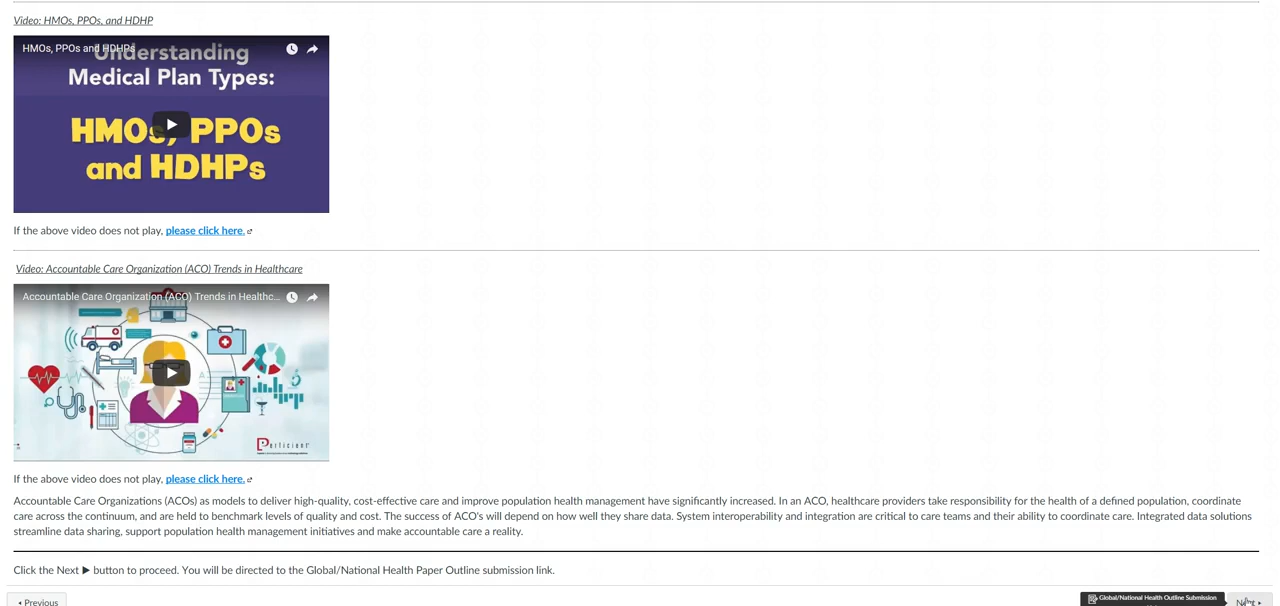 Video: HMOs, PPOs, and HDHP
HMOs, PPOs and HDHPs
Understanding
Medical Plan Types:
HMOs, PPOs
and HDHPs
If the above video does not play, please click here.
Video: Accountable Care Organization (ACO) Trends in Healthcare
Accountable Care Organization (ACO) Trends in Healthc...
Perficient
If the above video does not play, please click here.
Accountable Care Organizations (ACOs) as models to deliver high-quality, cost-effective care and improve population health management have significantly increased. In an ACO, healthcare providers take responsibility for the health of a defined population, coordinate
care across the continuum, and are held to benchmark levels of quality and cost. The success of ACO's will depend on how well they share data. System interoperability and integration are critical to care teams and their ability to coordinate care. Integrated data solutions
streamline data sharing, support population health management initiatives and make accountable care a reality.
Click the Next ▶ button to proceed. You will be directed to the Global/National Health Paper Outline submission link.
◂ Previous
Global/National Health Outline Submission
Next ▸